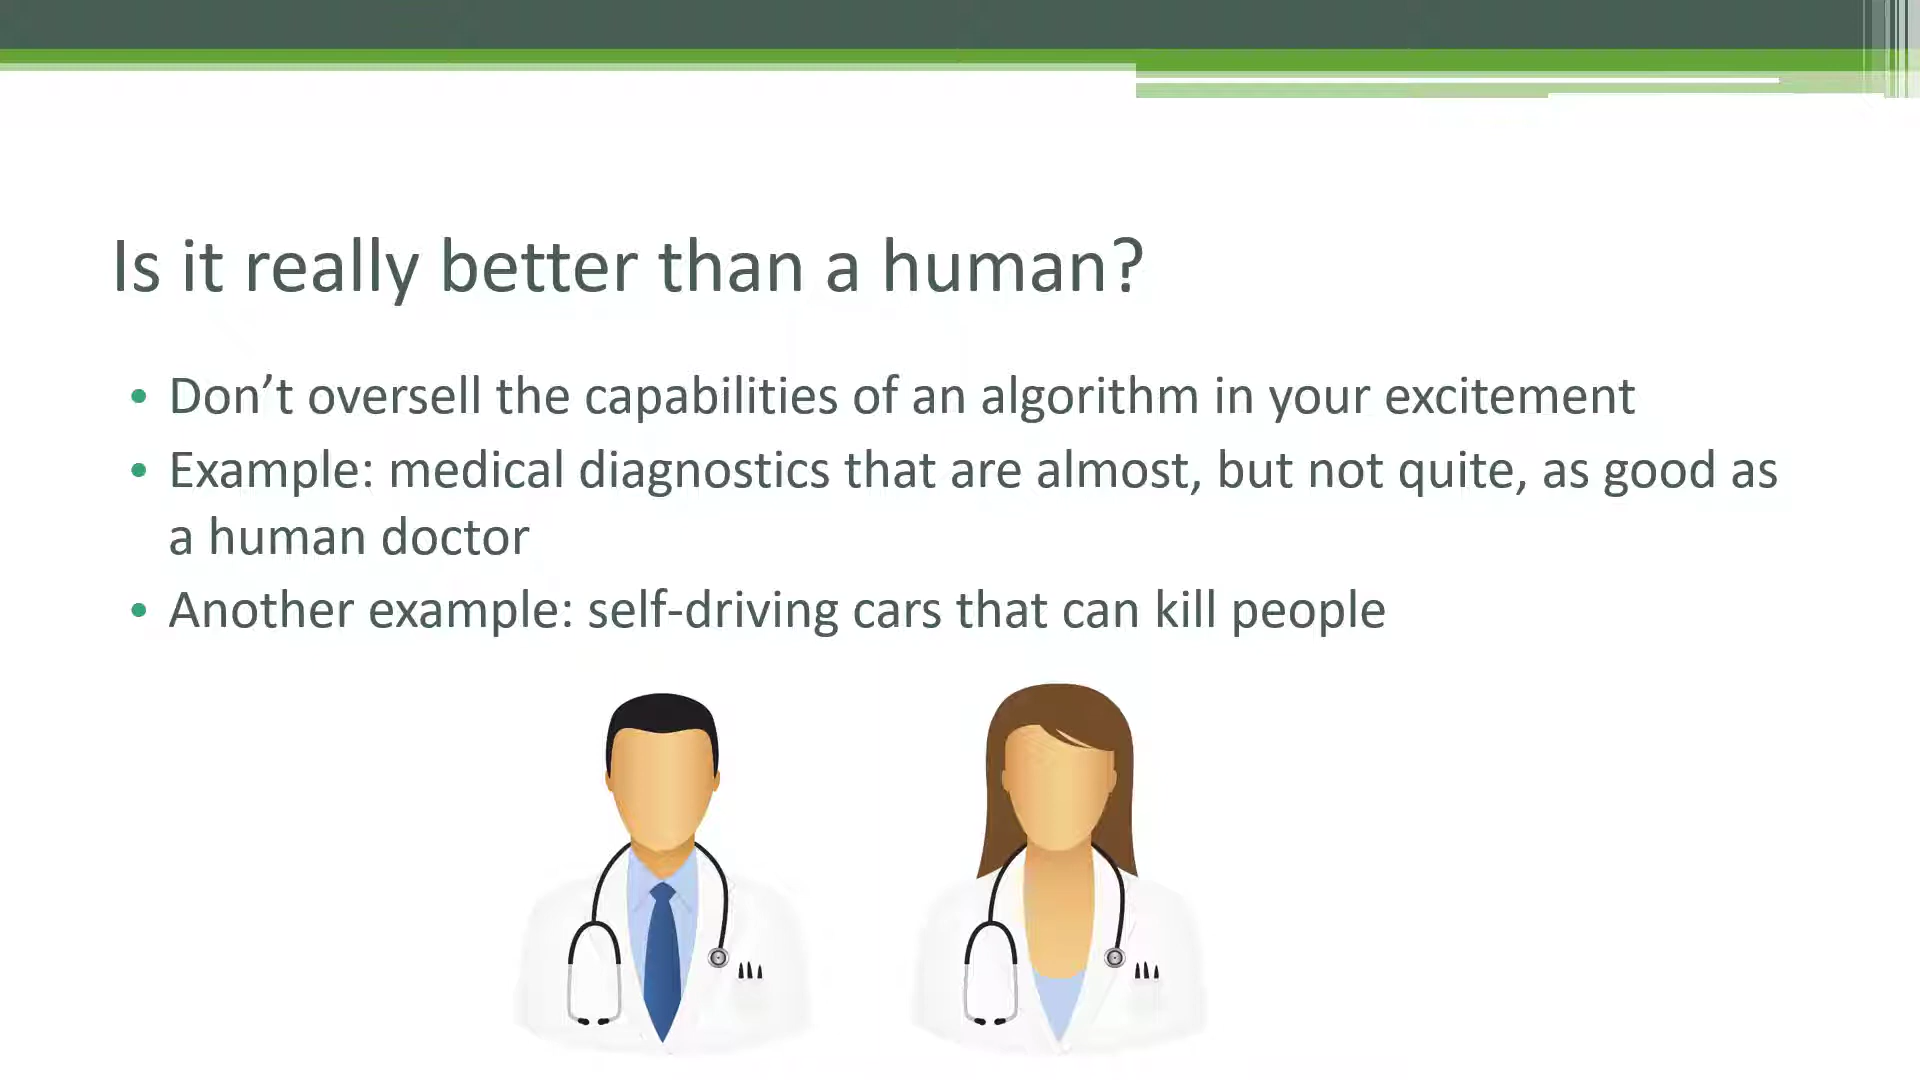 Is it really better than a human?
• Don’t oversell the capabilities of an algorithm in your excitement
• Example: medical diagnostics that are almost, but not quite, as good as
a human doctor
• Another example: self-driving cars that can kill people